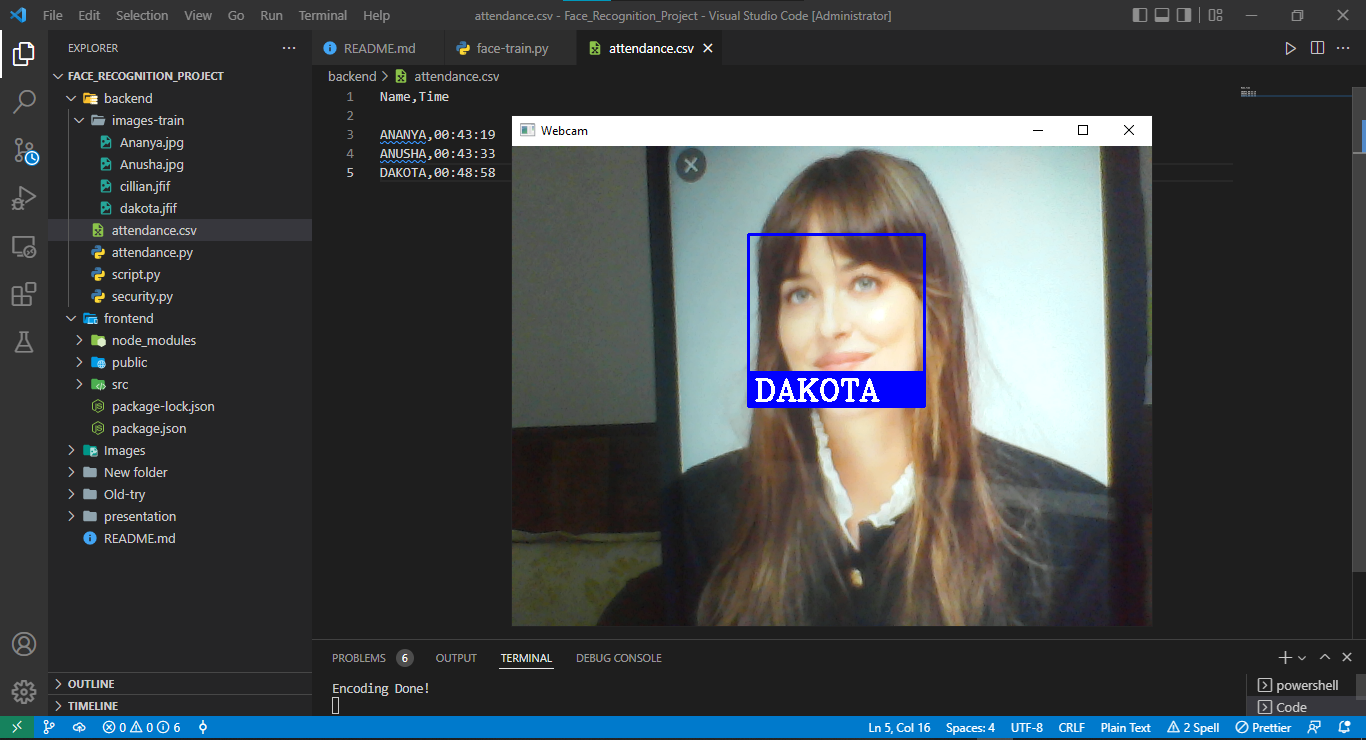 File Edit Selection View Go Run Terminal Help attendance.csv - Face_Recognition_Project - Visual Studio Code [Administrator]
EXPLORER
FACE_RECOGNITION_PROJECT
backend
images-train
Ananya.jpg
Anusha.jpg
cillian.jfif
dakota.jfif
attendance.csv
attendance.py
script.py
security.py
frontend
node_modules
public
src
package-lock.json
package.json
Images
New folder
Old-try
presentation
README.md
OUTLINE
TIMELINE
README.md face-train.py attendance.csv
backend > attendance.csv
1 Name,Time
2
3 ANANYA,00:43:19
4 ANUSHA,00:43:33
5 DAKOTA,00:48:58
Webcam
DAKOTA
PROBLEMS 6 OUTPUT TERMINAL DEBUG CONSOLE
Encoding Done!
powershell
Code
0 0 6 Ln 5, Col 16 Spaces: 4 UTF-8 CRLF Plain Text 2 Spell Prettier